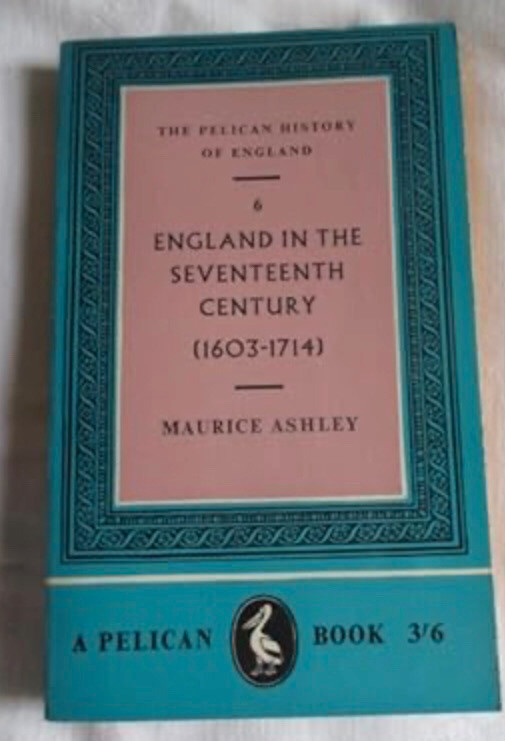 THE PELICAN HISTORY
OF ENGLAND
6
ENGLAND IN THE
SEVENTEENTH
CENTURY
(1603-1714)
MAURICE ASHLEY
A PELICAN BOOK 3'6